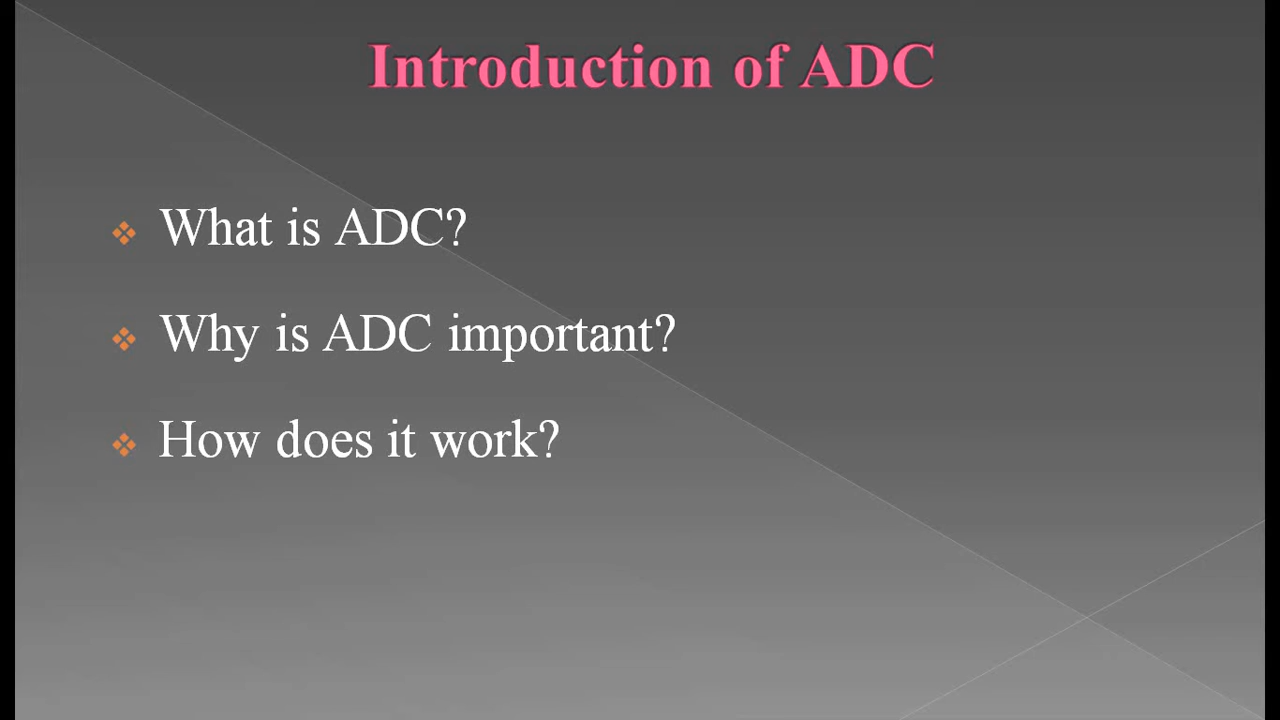 Introduction of ADC
What is ADC?
Why is ADC important?
How does it work?